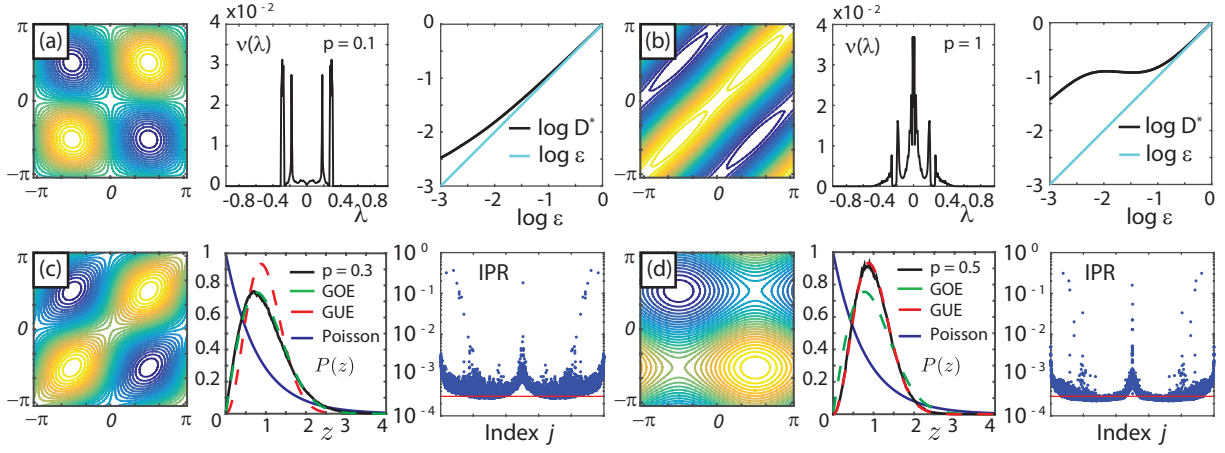 (a)
π
0
−π
−π
0
π
x10⁻²
4
3
2
1
0
ν(λ)
p = 0.1
-0.8
-0.4
0
0.4
0.8
λ
0
−1
−2
−3
log D*
log ε
-3
-2
-1
0
log ε
(b)
π
0
−π
−π
0
π
x10⁻²
4
3
2
1
0
ν(λ)
p = 1
-0.8
-0.4
0
0.4
0.8
λ
0
−1
−2
−3
log D*
log ε
-3
-2
-1
0
log ε
(c)
π
0
−π
−π
0
π
1
0.8
0.6
0.4
0.2
0
p = 0.3
GOE
GUE
Poisson
P(z)
0
1
z
3
4
10⁰
10⁻¹
10⁻²
10⁻³
10⁻⁴
IPR
Index j
(d)
π
0
−π
−π
0
π
1
0.8
0.6
0.4
0.2
0
p = 0.5
GOE
GUE
Poisson
P(z)
0
1
z
3
4
10⁰
10⁻¹
10⁻²
10⁻³
10⁻⁴
IPR
Index j